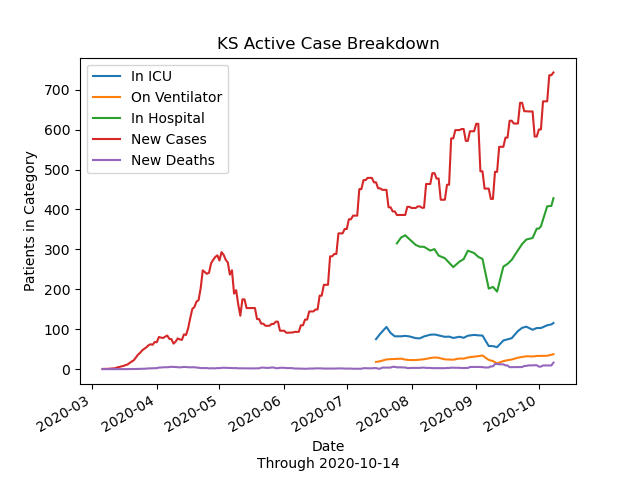 KS Active Case Breakdown
In ICU
On Ventilator
In Hospital
New Cases
New Deaths
Patients in Category
700
600
500
400
300
200
100
0
2020-03
2020-04
2020-05
2020-06
2020-07
2020-08
2020-09
2020-10
Date
Through 2020-10-14